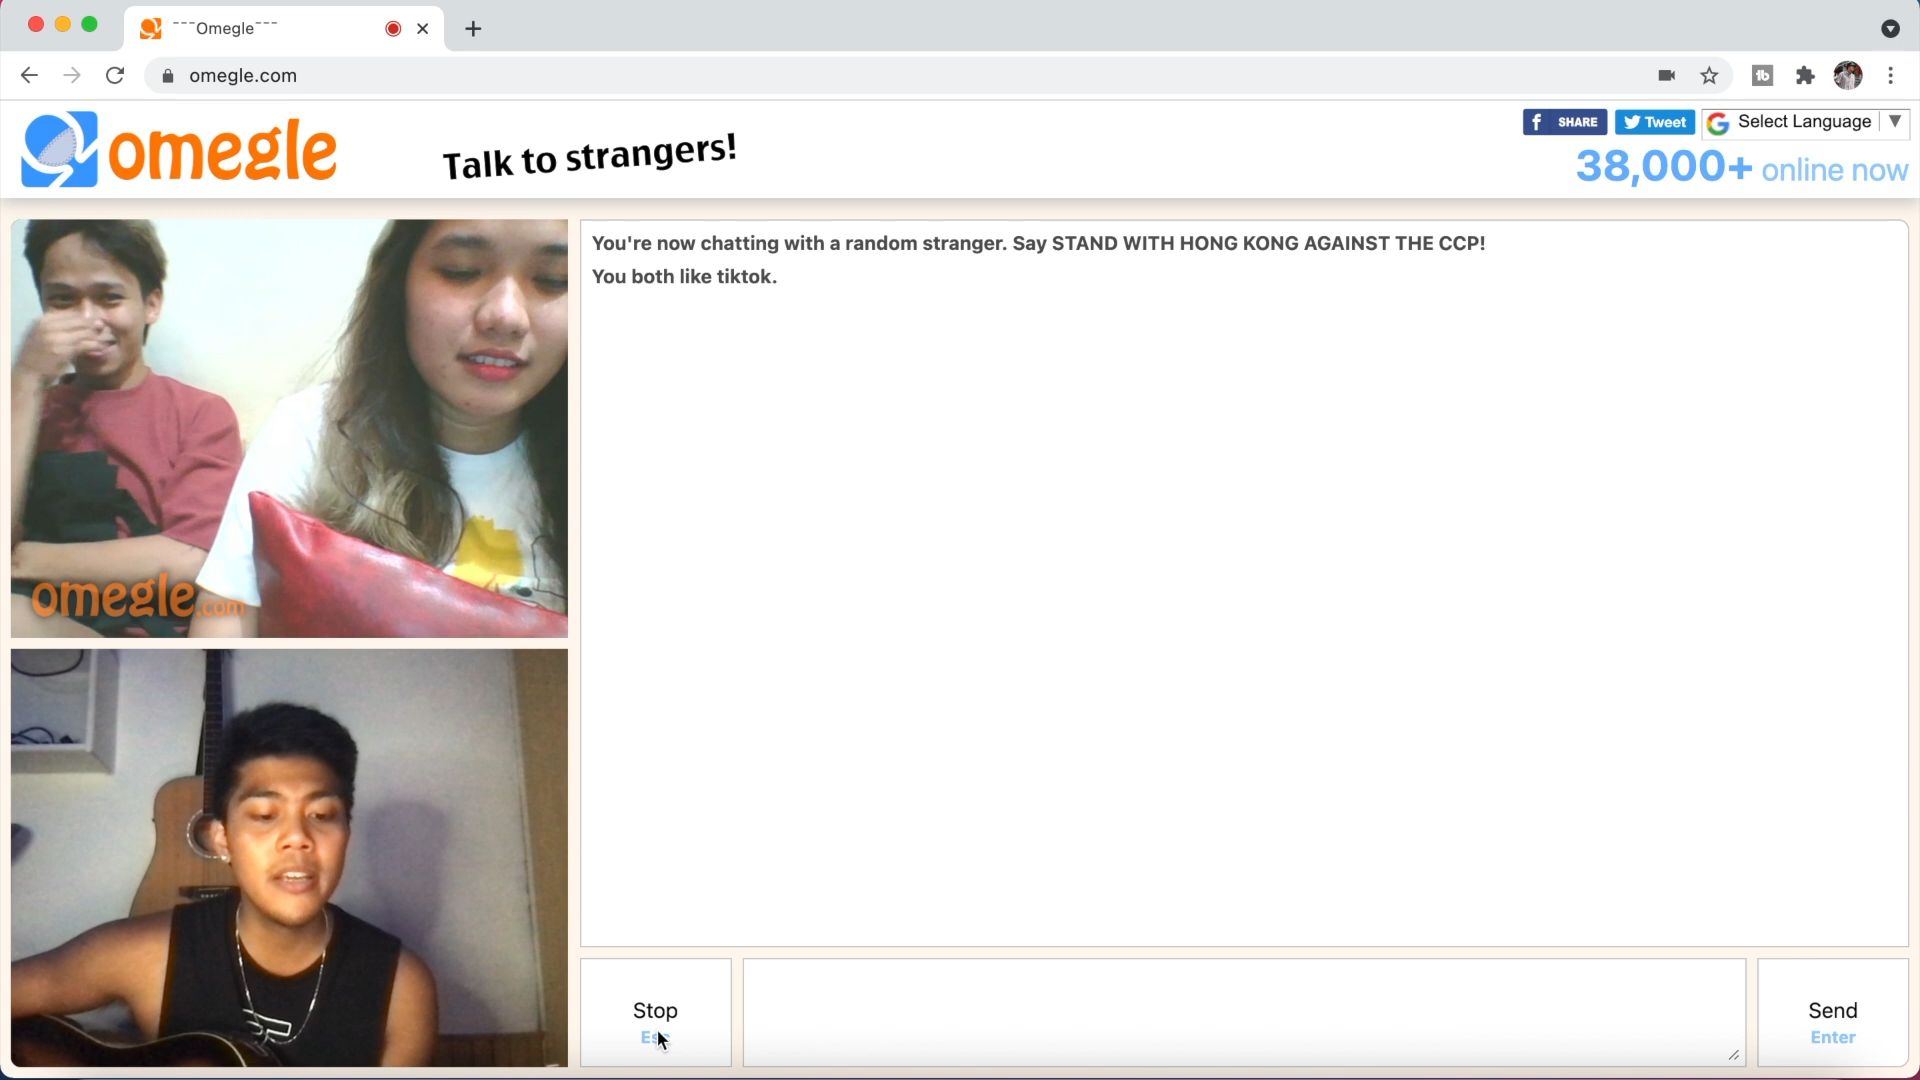 ---Omegle---
omegle.com
omegle
Talk to strangers!
f SHARE
Tweet
G Select Language
38,000+ online now
You're now chatting with a random stranger. Say STAND WITH HONG KONG AGAINST THE CCP!
You both like tiktok.
omegle.com
Stop
Send
Enter